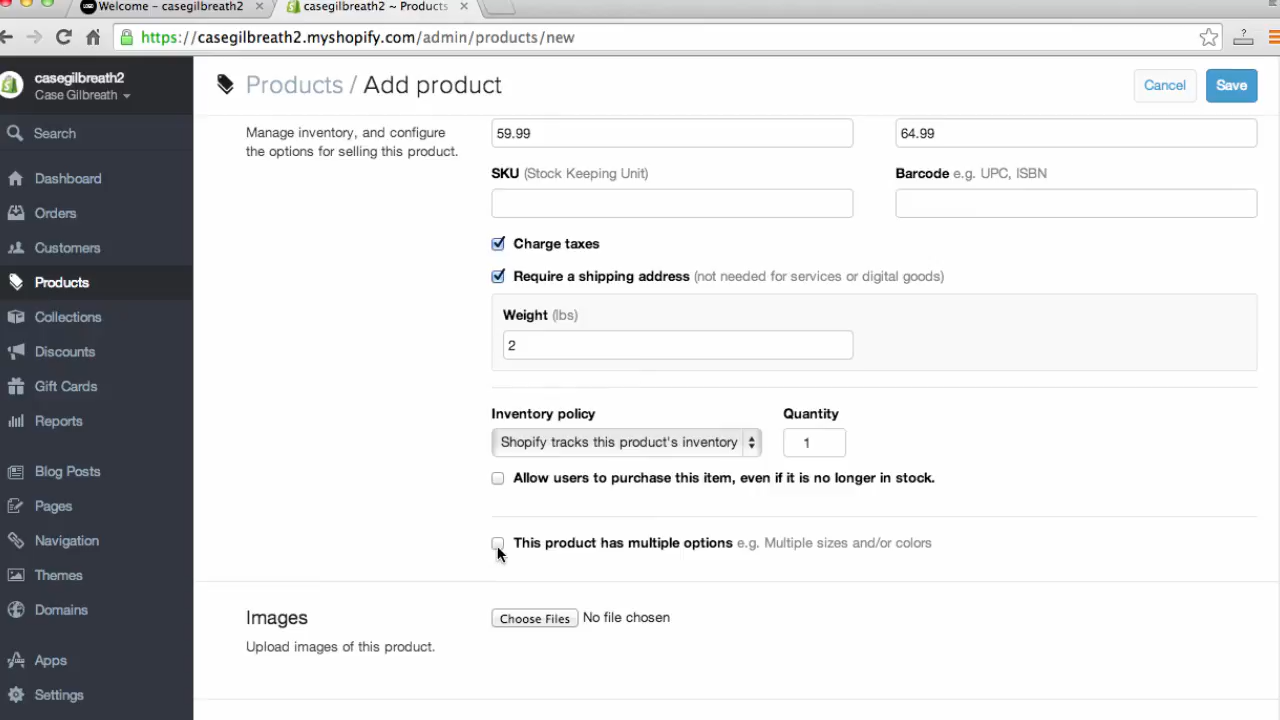 Welcome – casegilbreath2
casegilbreath2 ~ Products
https://casegilbreath2.myshopify.com/admin/products/new
casegilbreath2
Case Gilbreath
Search
Dashboard
Orders
Customers
Products
Collections
Discounts
Gift Cards
Reports
Blog Posts
Pages
Navigation
Themes
Domains
Apps
Settings
Products / Add product
Cancel
Save
Manage inventory, and configure
the options for selling this product.
59.99
64.99
SKU (Stock Keeping Unit)
Barcode e.g. UPC, ISBN
Charge taxes
Require a shipping address (not needed for services or digital goods)
Weight (lbs)
2
Inventory policy
Quantity
Shopify tracks this product's inventory
1
Allow users to purchase this item, even if it is no longer in stock.
This product has multiple options e.g. Multiple sizes and/or colors
Images
Choose Files No file chosen
Upload images of this product.